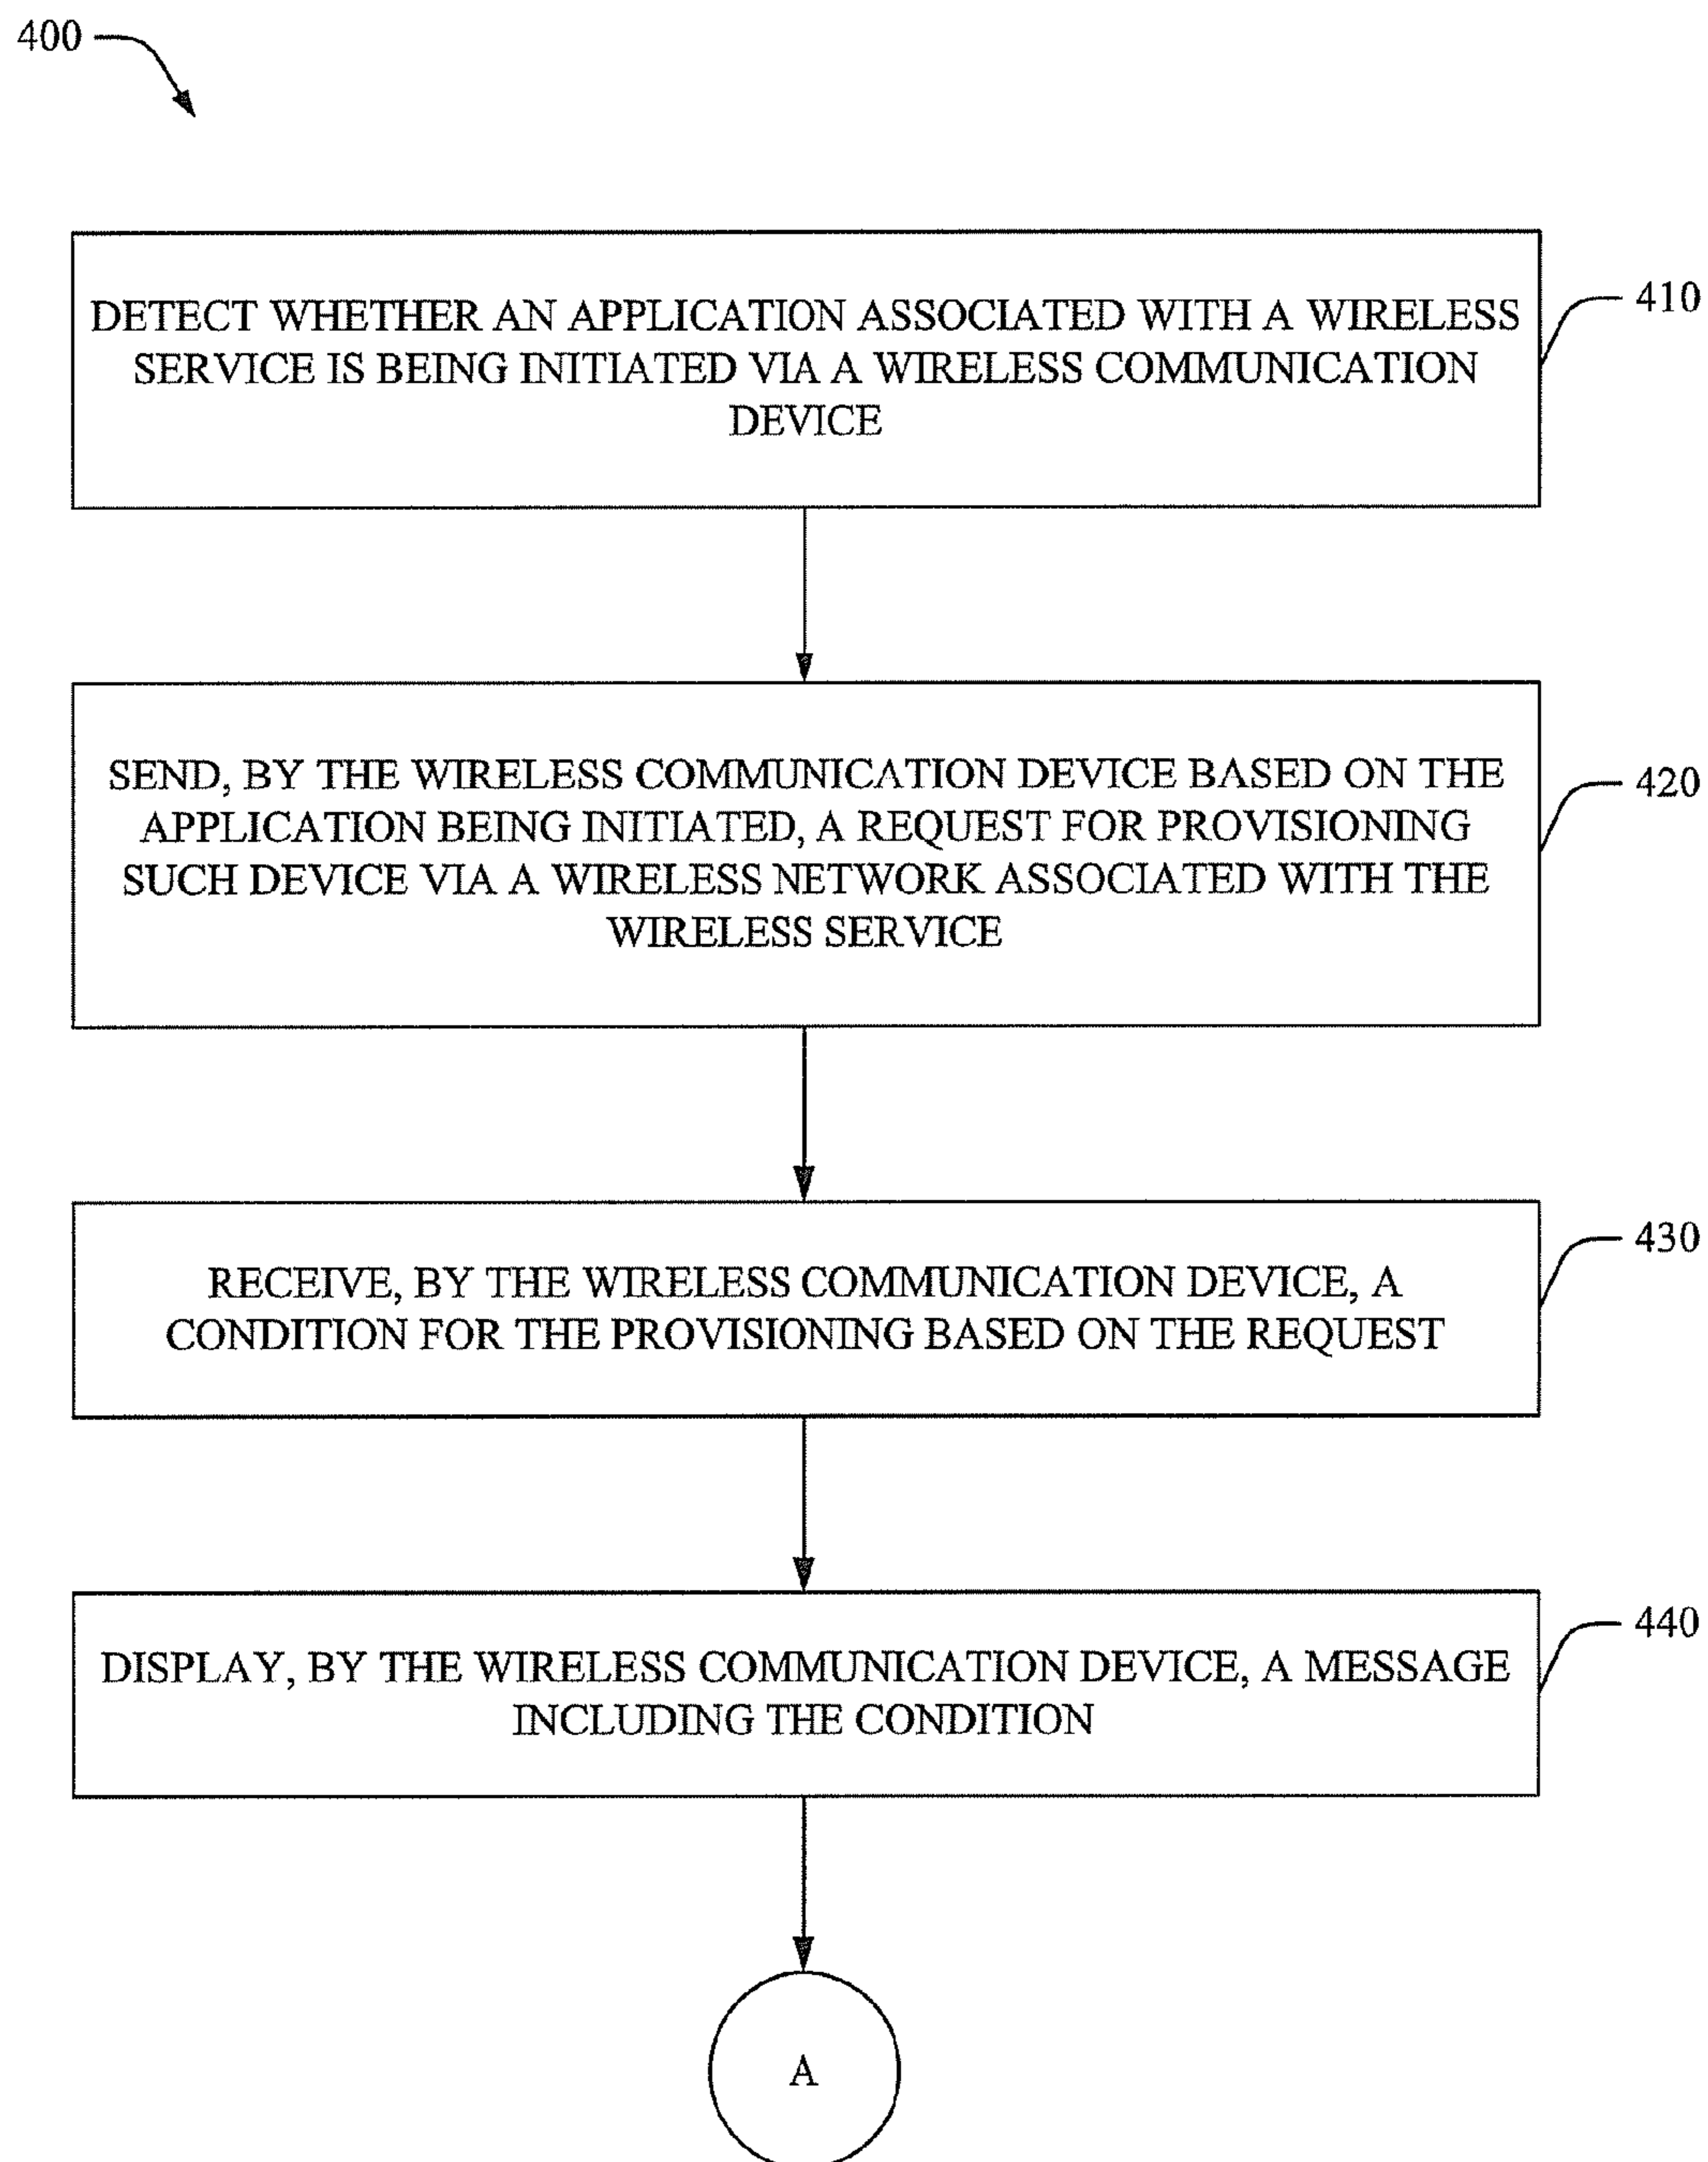 400
DETECT WHETHER AN APPLICATION ASSOCIATED WITH A WIRELESS
SERVICE IS BEING INITIATED VIA A WIRELESS COMMUNICATION
DEVICE
410
SEND, BY THE WIRELESS COMMUNICATION DEVICE BASED ON THE
APPLICATION BEING INITIATED, A REQUEST FOR PROVISIONING
SUCH DEVICE VIA A WIRELESS NETWORK ASSOCIATED WITH THE
WIRELESS SERVICE
420
RECEIVE, BY THE WIRELESS COMMUNICATION DEVICE, A
CONDITION FOR THE PROVISIONING BASED ON THE REQUEST
430
DISPLAY, BY THE WIRELESS COMMUNICATION DEVICE, A MESSAGE
INCLUDING THE CONDITION
440
A